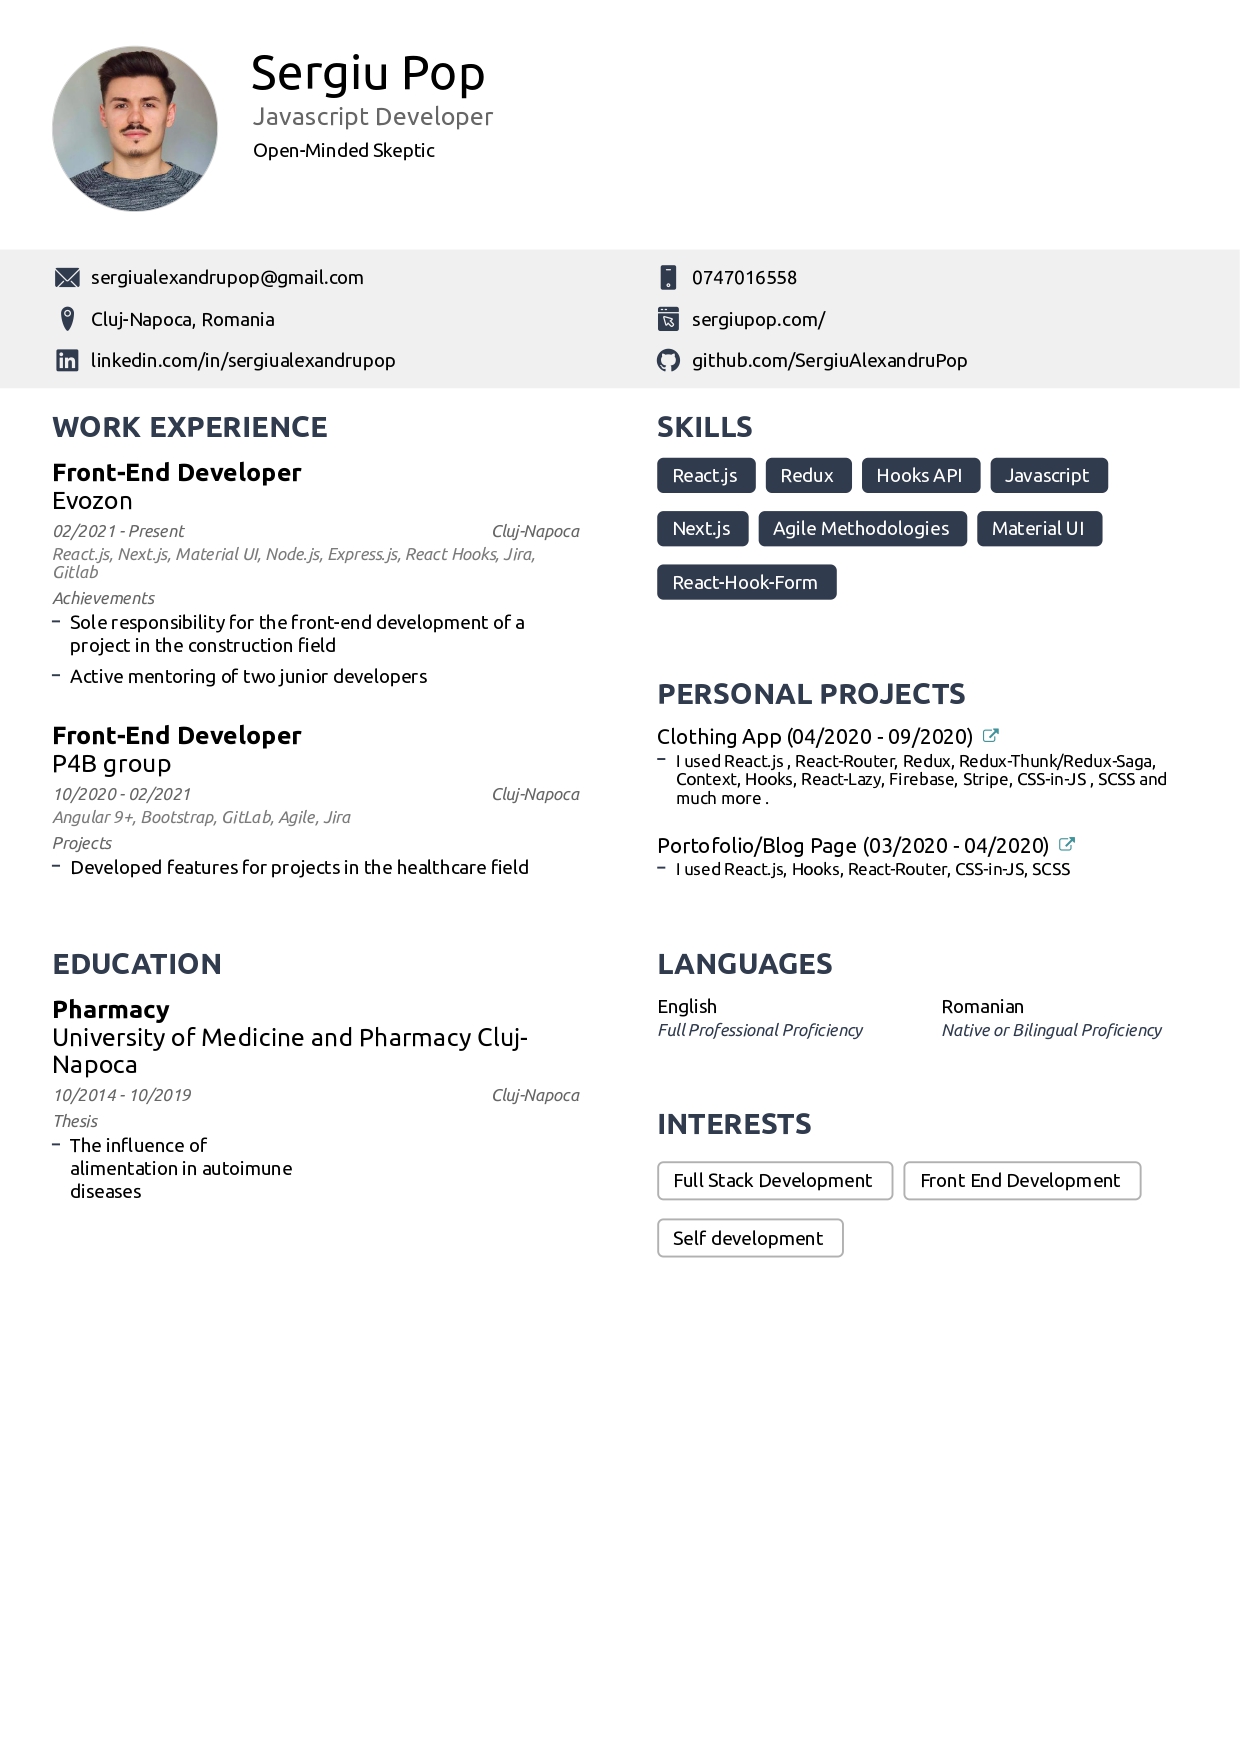 Sergiu Pop
Javascript Developer
Open-Minded Skeptic
sergiualexandrupop@gmail.com
0747016558
Cluj-Napoca, Romania
sergiupop.com/
linkedin.com/in/sergiualexandrupop
github.com/SergiuAlexandruPop
WORK EXPERIENCE
Front-End Developer
Evozon
02/2021 - Present
Cluj-Napoca
React.js, Next.js, Material UI, Node.js, Express.js, React Hooks, Jira,
Gitlab
Achievements
– Sole responsibility for the front-end development of a
project in the construction field
– Active mentoring of two junior developers
Front-End Developer
P4B group
10/2020 - 02/2021
Cluj-Napoca
Angular 9+, Bootstrap, GitLab, Agile, Jira
Projects
– Developed features for projects in the healthcare field
EDUCATION
Pharmacy
University of Medicine and Pharmacy Cluj-
Napoca
10/2014 - 10/2019
Cluj-Napoca
Thesis
– The influence of
alimentation in autoimune
diseases
SKILLS
React.js Redux Hooks API Javascript
Next.js Agile Methodologies Material UI
React-Hook-Form
PERSONAL PROJECTS
Clothing App (04/2020 - 09/2020)
– I used React.js , React-Router, Redux, Redux-Thunk/Redux-Saga,
Context, Hooks, React-Lazy, Firebase, Stripe, CSS-in-JS , SCSS and
much more .
Portofolio/Blog Page (03/2020 - 04/2020)
– I used React.js, Hooks, React-Router, CSS-in-JS, SCSS
LANGUAGES
English
Full Professional Proficiency
Romanian
Native or Bilingual Proficiency
INTERESTS
Full Stack Development Front End Development
Self development